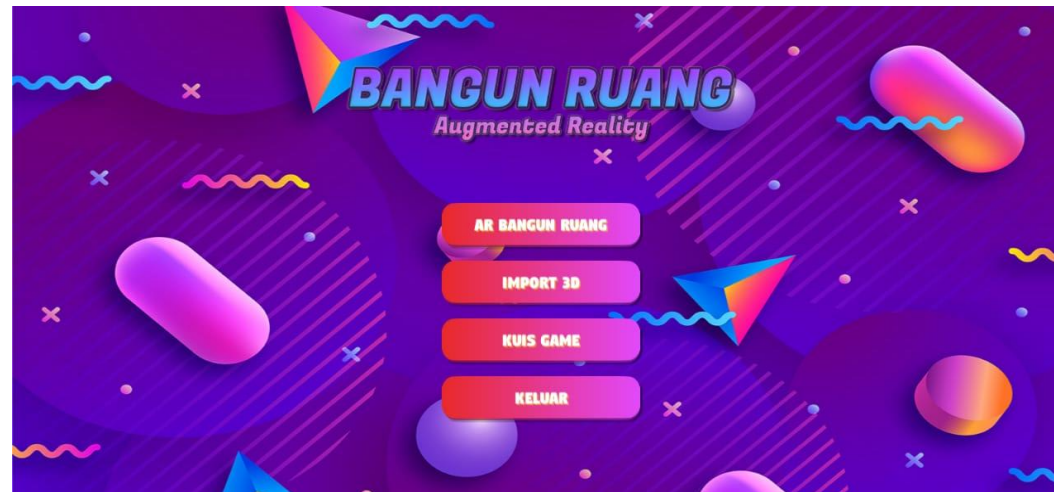 BANGUN RUANG
Augmented Reality
AR BANGUN RUANG
IMPORT 3D
KUIS GAME
KELUAR